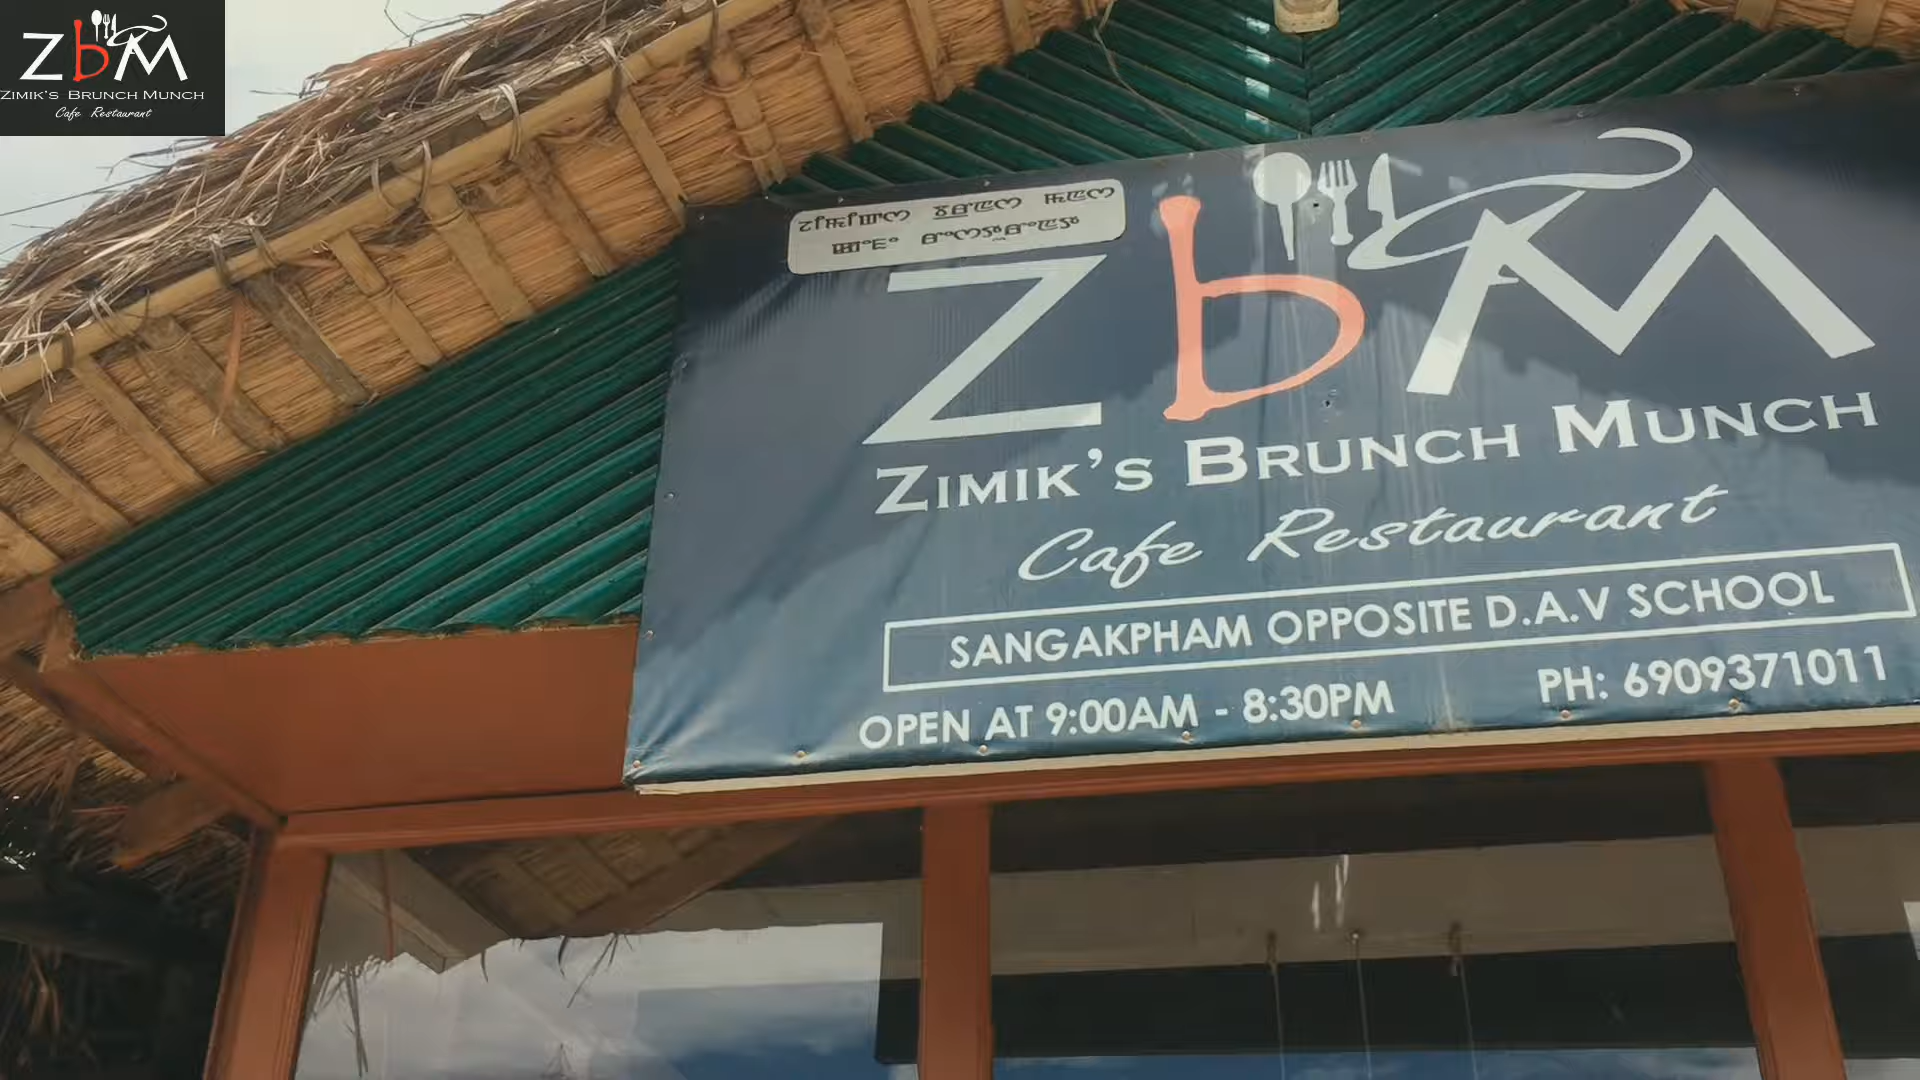 ZbM
ZIMIK'S BRUNCH MUNCH
Cafe Restaurant
ZbM
ZIMIK'S BRUNCH MUNCH
Cafe Restaurant
SANGAKPHAM OPPOSITE D.A.V SCHOOL
OPEN AT 9:00AM - 8:30PM PH: 6909371011